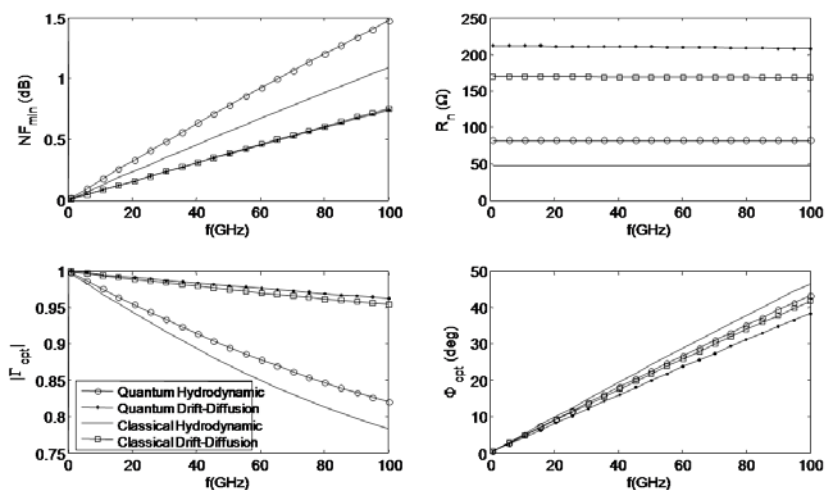 NF_min (dB)
1.5
1
0.5
0
0 20 40 60 80 100
f(GHz)
R_n (Ω)
250
200
150
100
50
0
0 20 40 60 80 100
f(GHz)
|Γ_opt|
1
0.95
0.9
0.85
0.8
0.75
Quantum Hydrodynamic
Quantum Drift-Diffusion
Classical Hydrodynamic
Classical Drift-Diffusion
0 20 40 60 80 100
f(GHz)
Φ_opt (deg)
50
40
30
20
10
0
0 20 40 60 80 100
f(GHz)